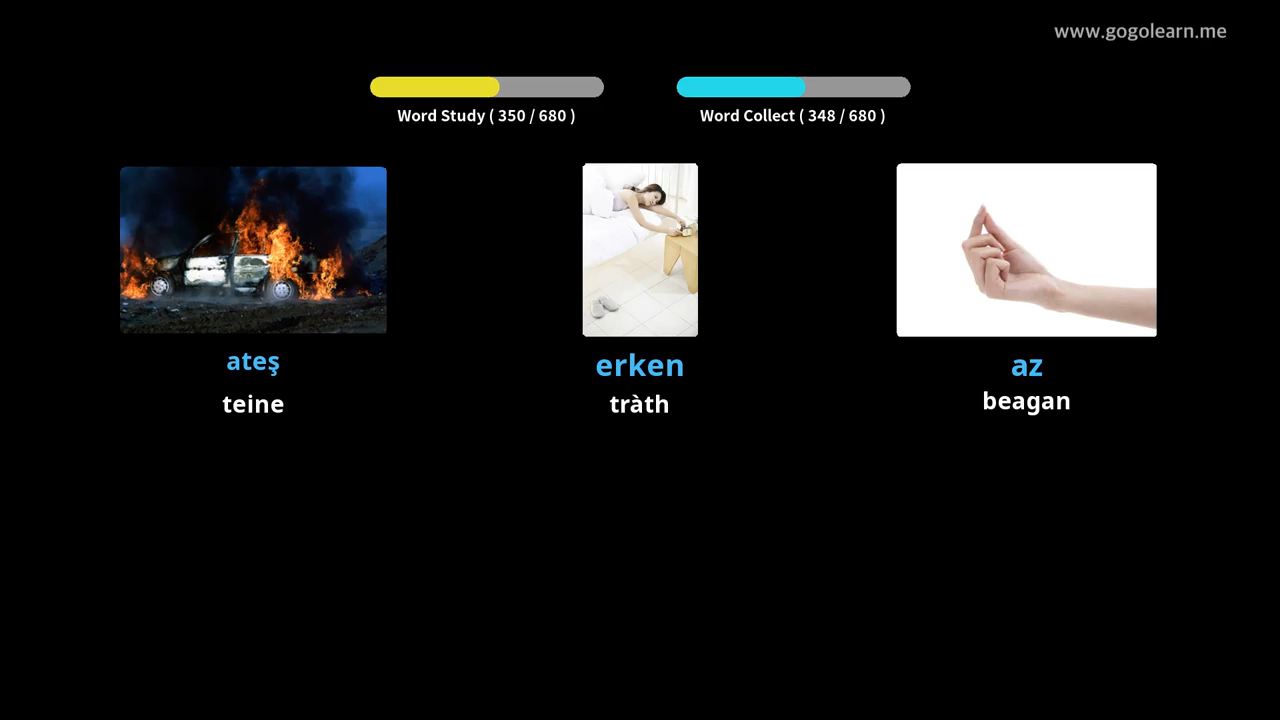 www.gogolearn.me
Word Study ( 350 / 680 )
Word Collect ( 348 / 680 )
ateş
erken
az
teine
tràth
beagan